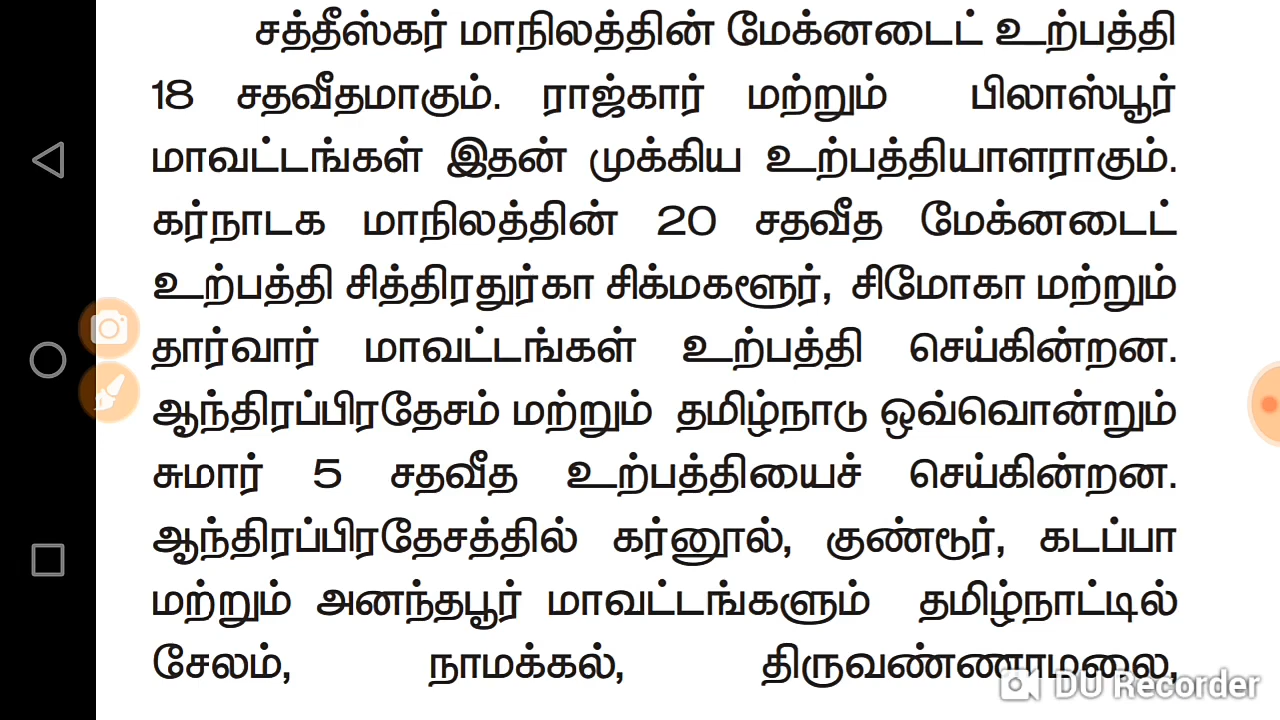 சத்தீஸ்கர் மாநிலத்தின் மேக்னடைட் உற்பத்தி
18 சதவீதமாகும். ராஜ்கார் மற்றும் பிலாஸ்பூர்
மாவட்டங்கள் இதன் முக்கிய உற்பத்தியாளராகும்.
கர்நாடக மாநிலத்தின் 20 சதவீத மேக்னடைட்
உற்பத்தி சித்திரதுர்கா சிக்மகளூர், சிமோகா மற்றும்
தார்வார் மாவட்டங்கள் உற்பத்தி செய்கின்றன.
ஆந்திரப்பிரதேசம் மற்றும் தமிழ்நாடு ஒவ்வொன்றும்
சுமார் 5 சதவீத உற்பத்தியைச் செய்கின்றன.
ஆந்திரப்பிரதேசத்தில் கர்னூல், குண்டூர், கடப்பா
மற்றும் அனந்தபூர் மாவட்டங்களும் தமிழ்நாட்டில்
சேலம், நாமக்கல், திருவண்ணாமலை,
DU Recorder